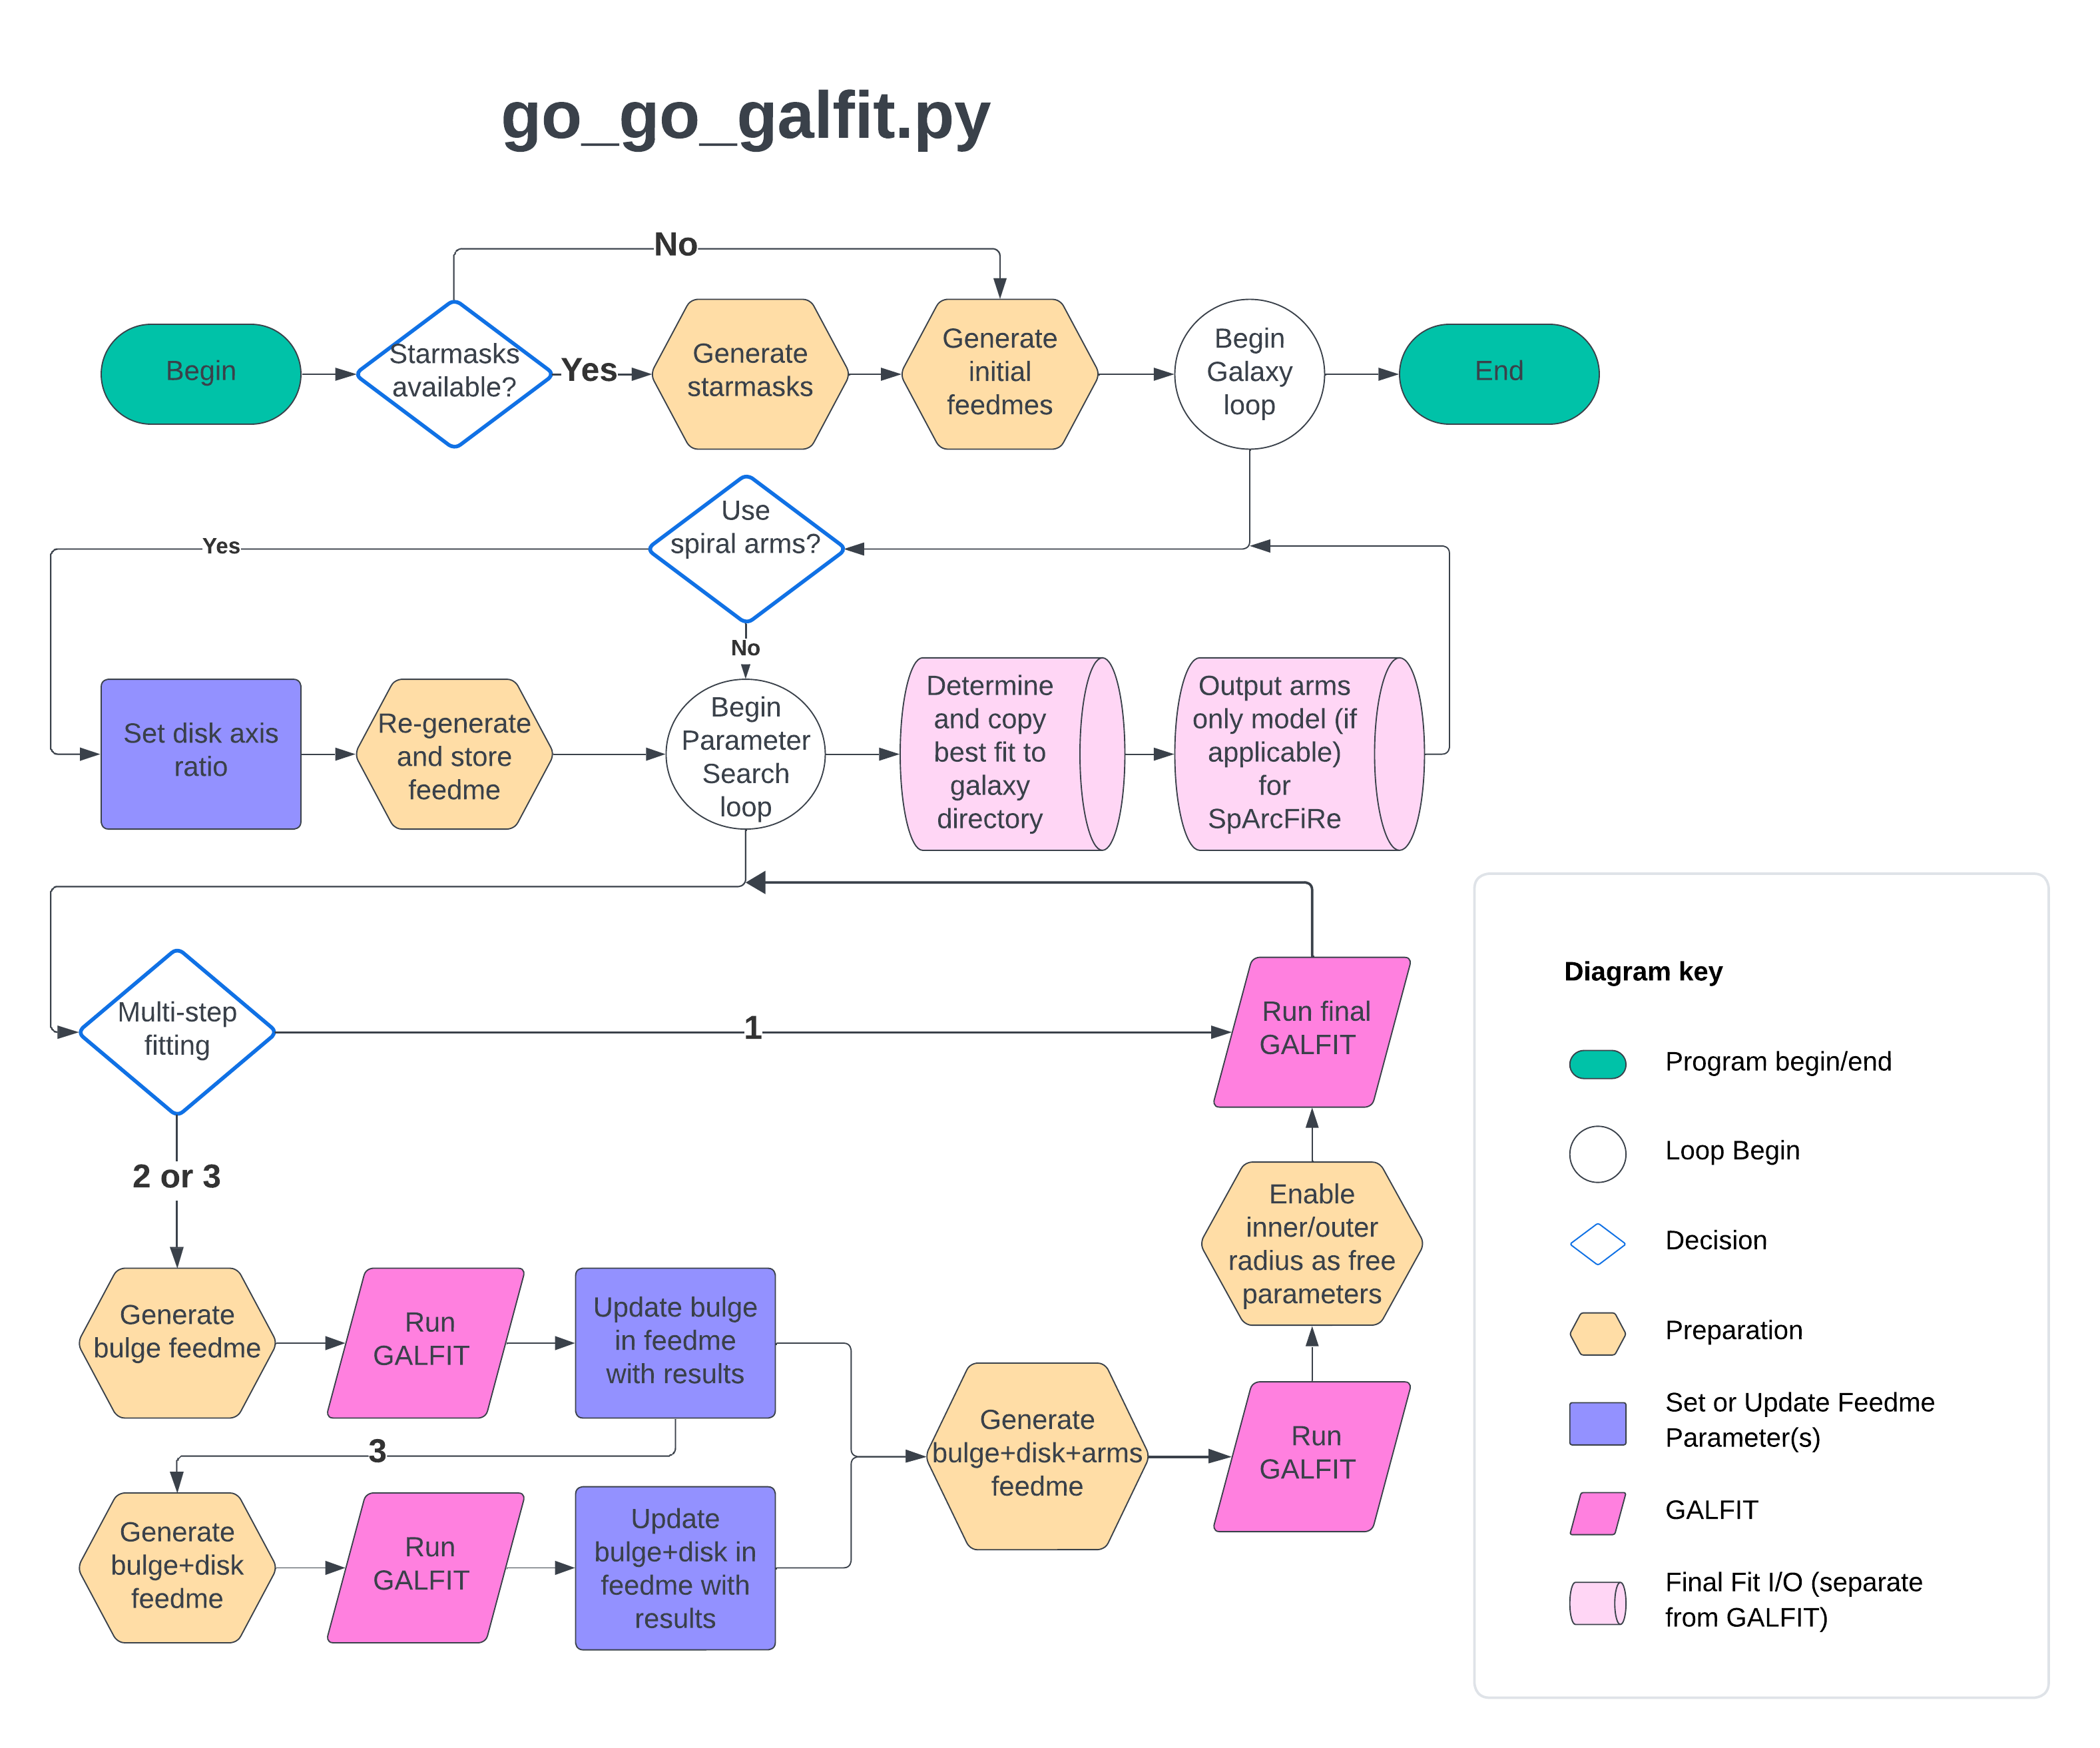 go_go_galfit.py
No
Begin
Starmasks
available?
Yes
Generate
starmasks
Generate
initial
feedmes
Begin
Galaxy
loop
End
Use
spiral arms?
Yes
No
Set disk axis
ratio
Re-generate
and store
feedme
Begin
Parameter
Search
loop
Determine
and copy
best fit to
galaxy
directory
Output arms
only model (if
applicable)
for
SpArcFiRe
Multi-step
fitting
1
Run final
GALFIT
2 or 3
Enable
inner/outer
radius as free
parameters
Generate
bulge feedme
Run
GALFIT
Update bulge
in feedme
with results
3
Generate
bulge+disk+arms
feedme
Run
GALFIT
Generate
bulge+disk
feedme
Run
GALFIT
Update
bulge+disk in
feedme with
results
Diagram key
Program begin/end
Loop Begin
Decision
Preparation
Set or Update Feedme
Parameter(s)
GALFIT
Final Fit I/O (separate
from GALFIT)